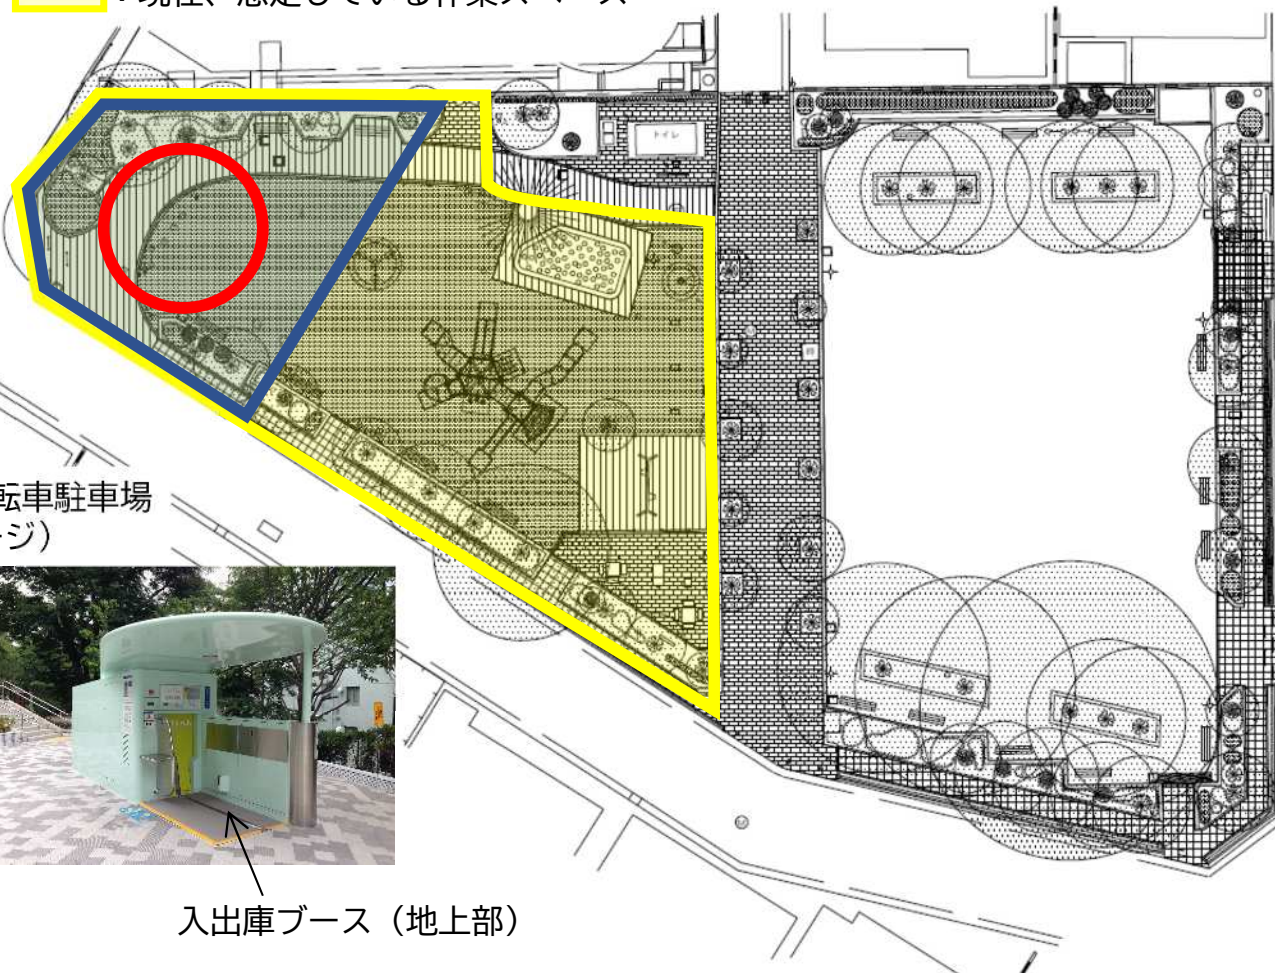 ：現在、想定している作業スペース
トイレ
転車駐車場
ージ）
入出庫ブース（地上部）